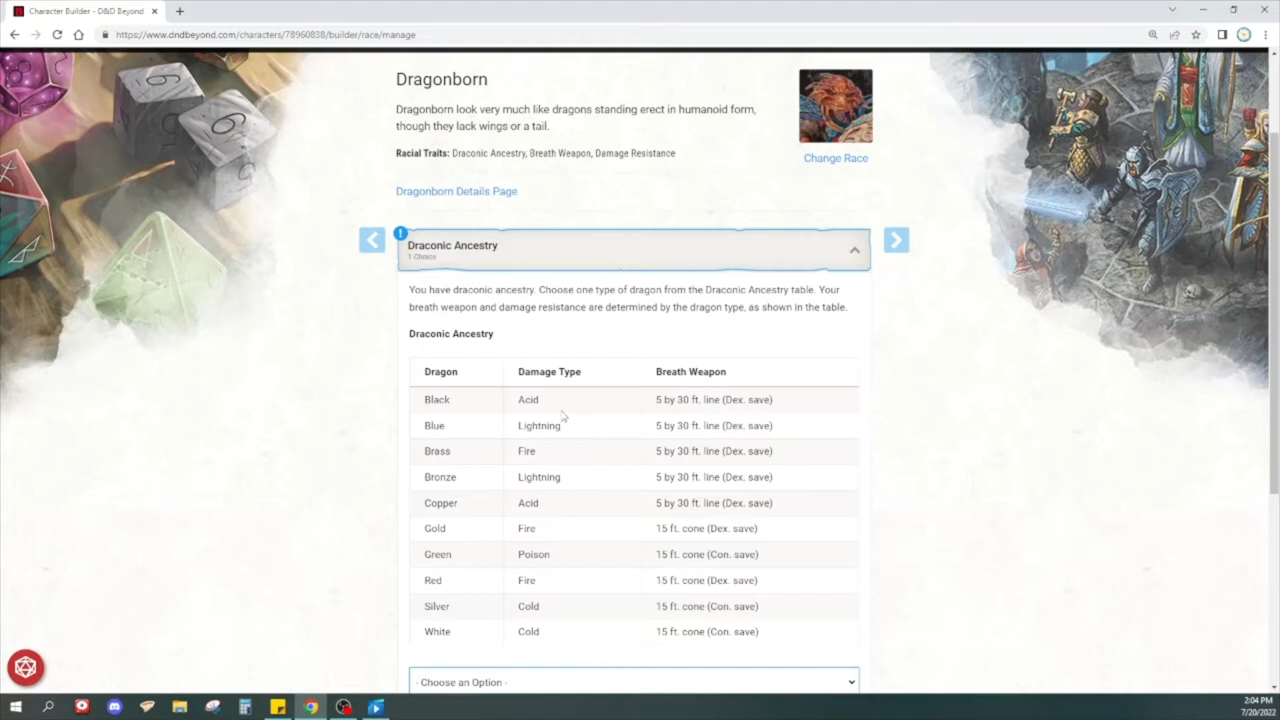 Character Builder - D&D Beyond
https://www.dndbeyond.com/characters/78960838/builder/race/manage
Dragonborn
Dragonborn look very much like dragons standing erect in humanoid form,
though they lack wings or a tail.
Racial Traits: Draconic Ancestry, Breath Weapon, Damage Resistance
Change Race
Dragonborn Details Page
!
Draconic Ancestry
1 Choice
You have draconic ancestry. Choose one type of dragon from the Draconic Ancestry table. Your
breath weapon and damage resistance are determined by the dragon type, as shown in the table.
Draconic Ancestry
Dragon Damage Type Breath Weapon
Black Acid 5 by 30 ft. line (Dex. save)
Blue Lightning 5 by 30 ft. line (Dex. save)
Brass Fire 5 by 30 ft. line (Dex. save)
Bronze Lightning 5 by 30 ft. line (Dex. save)
Copper Acid 5 by 30 ft. line (Dex. save)
Gold Fire 15 ft. cone (Dex. save)
Green Poison 15 ft. cone (Con. save)
Red Fire 15 ft. cone (Dex. save)
Silver Cold 15 ft. cone (Con. save)
White Cold 15 ft. cone (Con. save)
- Choose an Option -
2:04 PM
7/20/2022